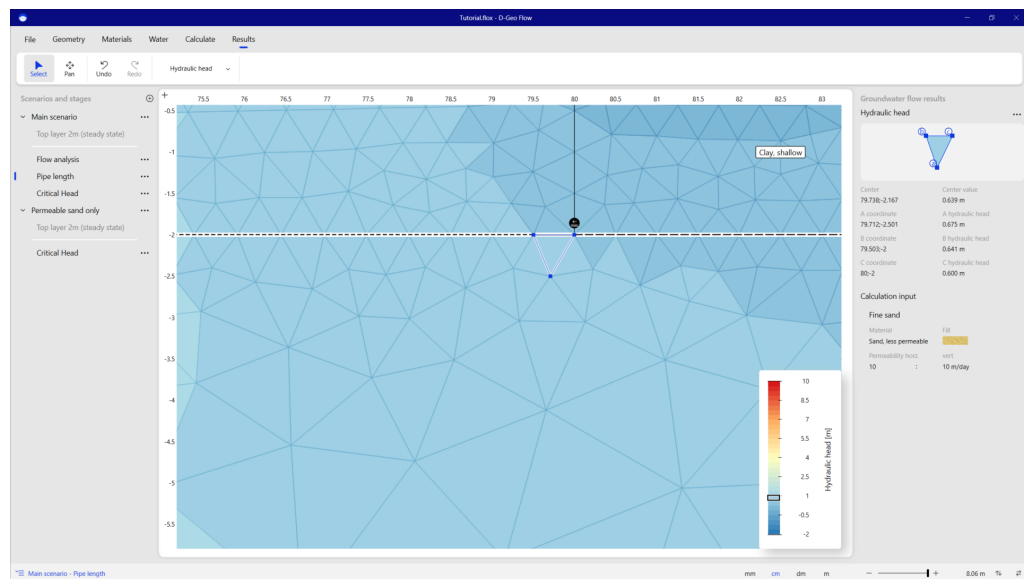 Tutorial.flox - D-Geo Flow
File Geometry Materials Water Calculate Results
Select Pan Undo Redo Hydraulic head
Scenarios and stages
Main scenario
Top layer 2m (steady state)
Flow analysis
Pipe length
Critical Head
Permeable sand only
Top layer 2m (steady state)
Critical Head
75.5 76 76.5 77 77.5 78 78.5 79 79.5 80 80.5 81 81.5 82 82.5 83
-0.5
-1
-1.5
-2
-2.5
-3
-3.5
-4
-4.5
-5
-5.5
Clay, shallow
10
8.5
7
5.5
4
2.5
1
-0.5
-2
Hydraulic head [m]
Groundwater flow results
Hydraulic head
B C
A
Center Center value
79.738;-2.167 0.639 m
A coordinate A hydraulic head
79.712;-2.501 0.675 m
B coordinate B hydraulic head
79.503;-2 0.641 m
C coordinate C hydraulic head
80;-2 0.600 m
Calculation input
Fine sand
Material Fill
Sand, less permeable
Permeability horz. : vert
10 : 10 m/day
Main scenario - Pipe length
mm cm dm m
8.06 m